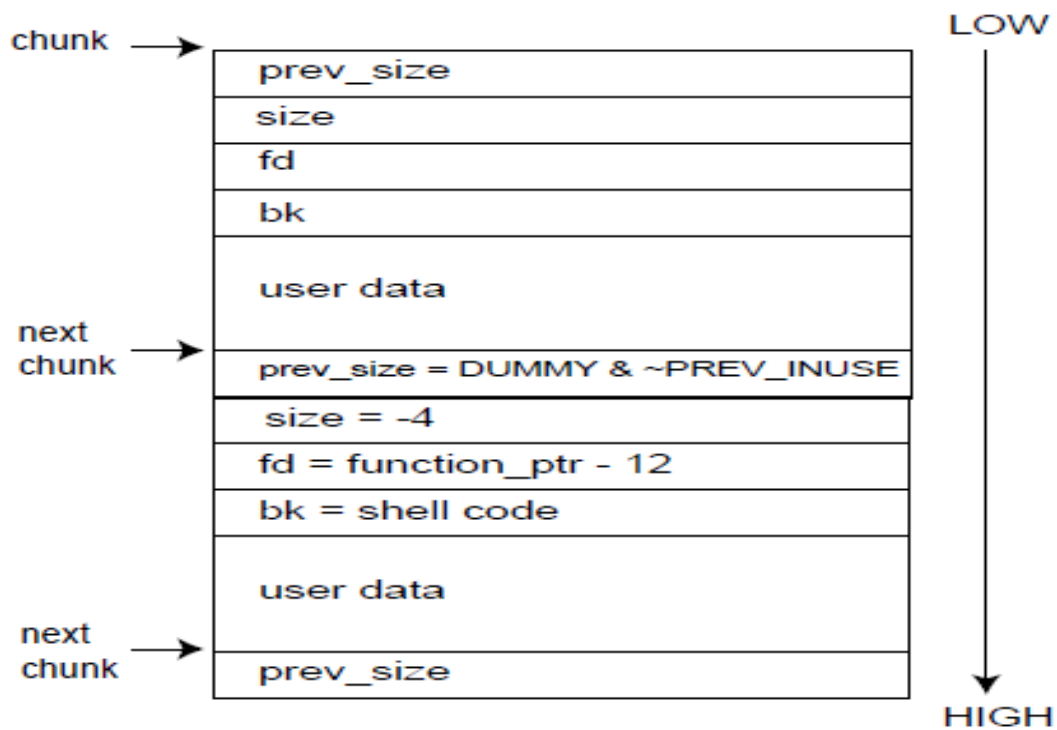 LOW
chunk
prev_size
size
fd
bk
user data
next
chunk
prev_size = DUMMY & ~PREV_INUSE
size = -4
fd = function_ptr - 12
bk = shell code
user data
next
chunk
prev_size
HIGH